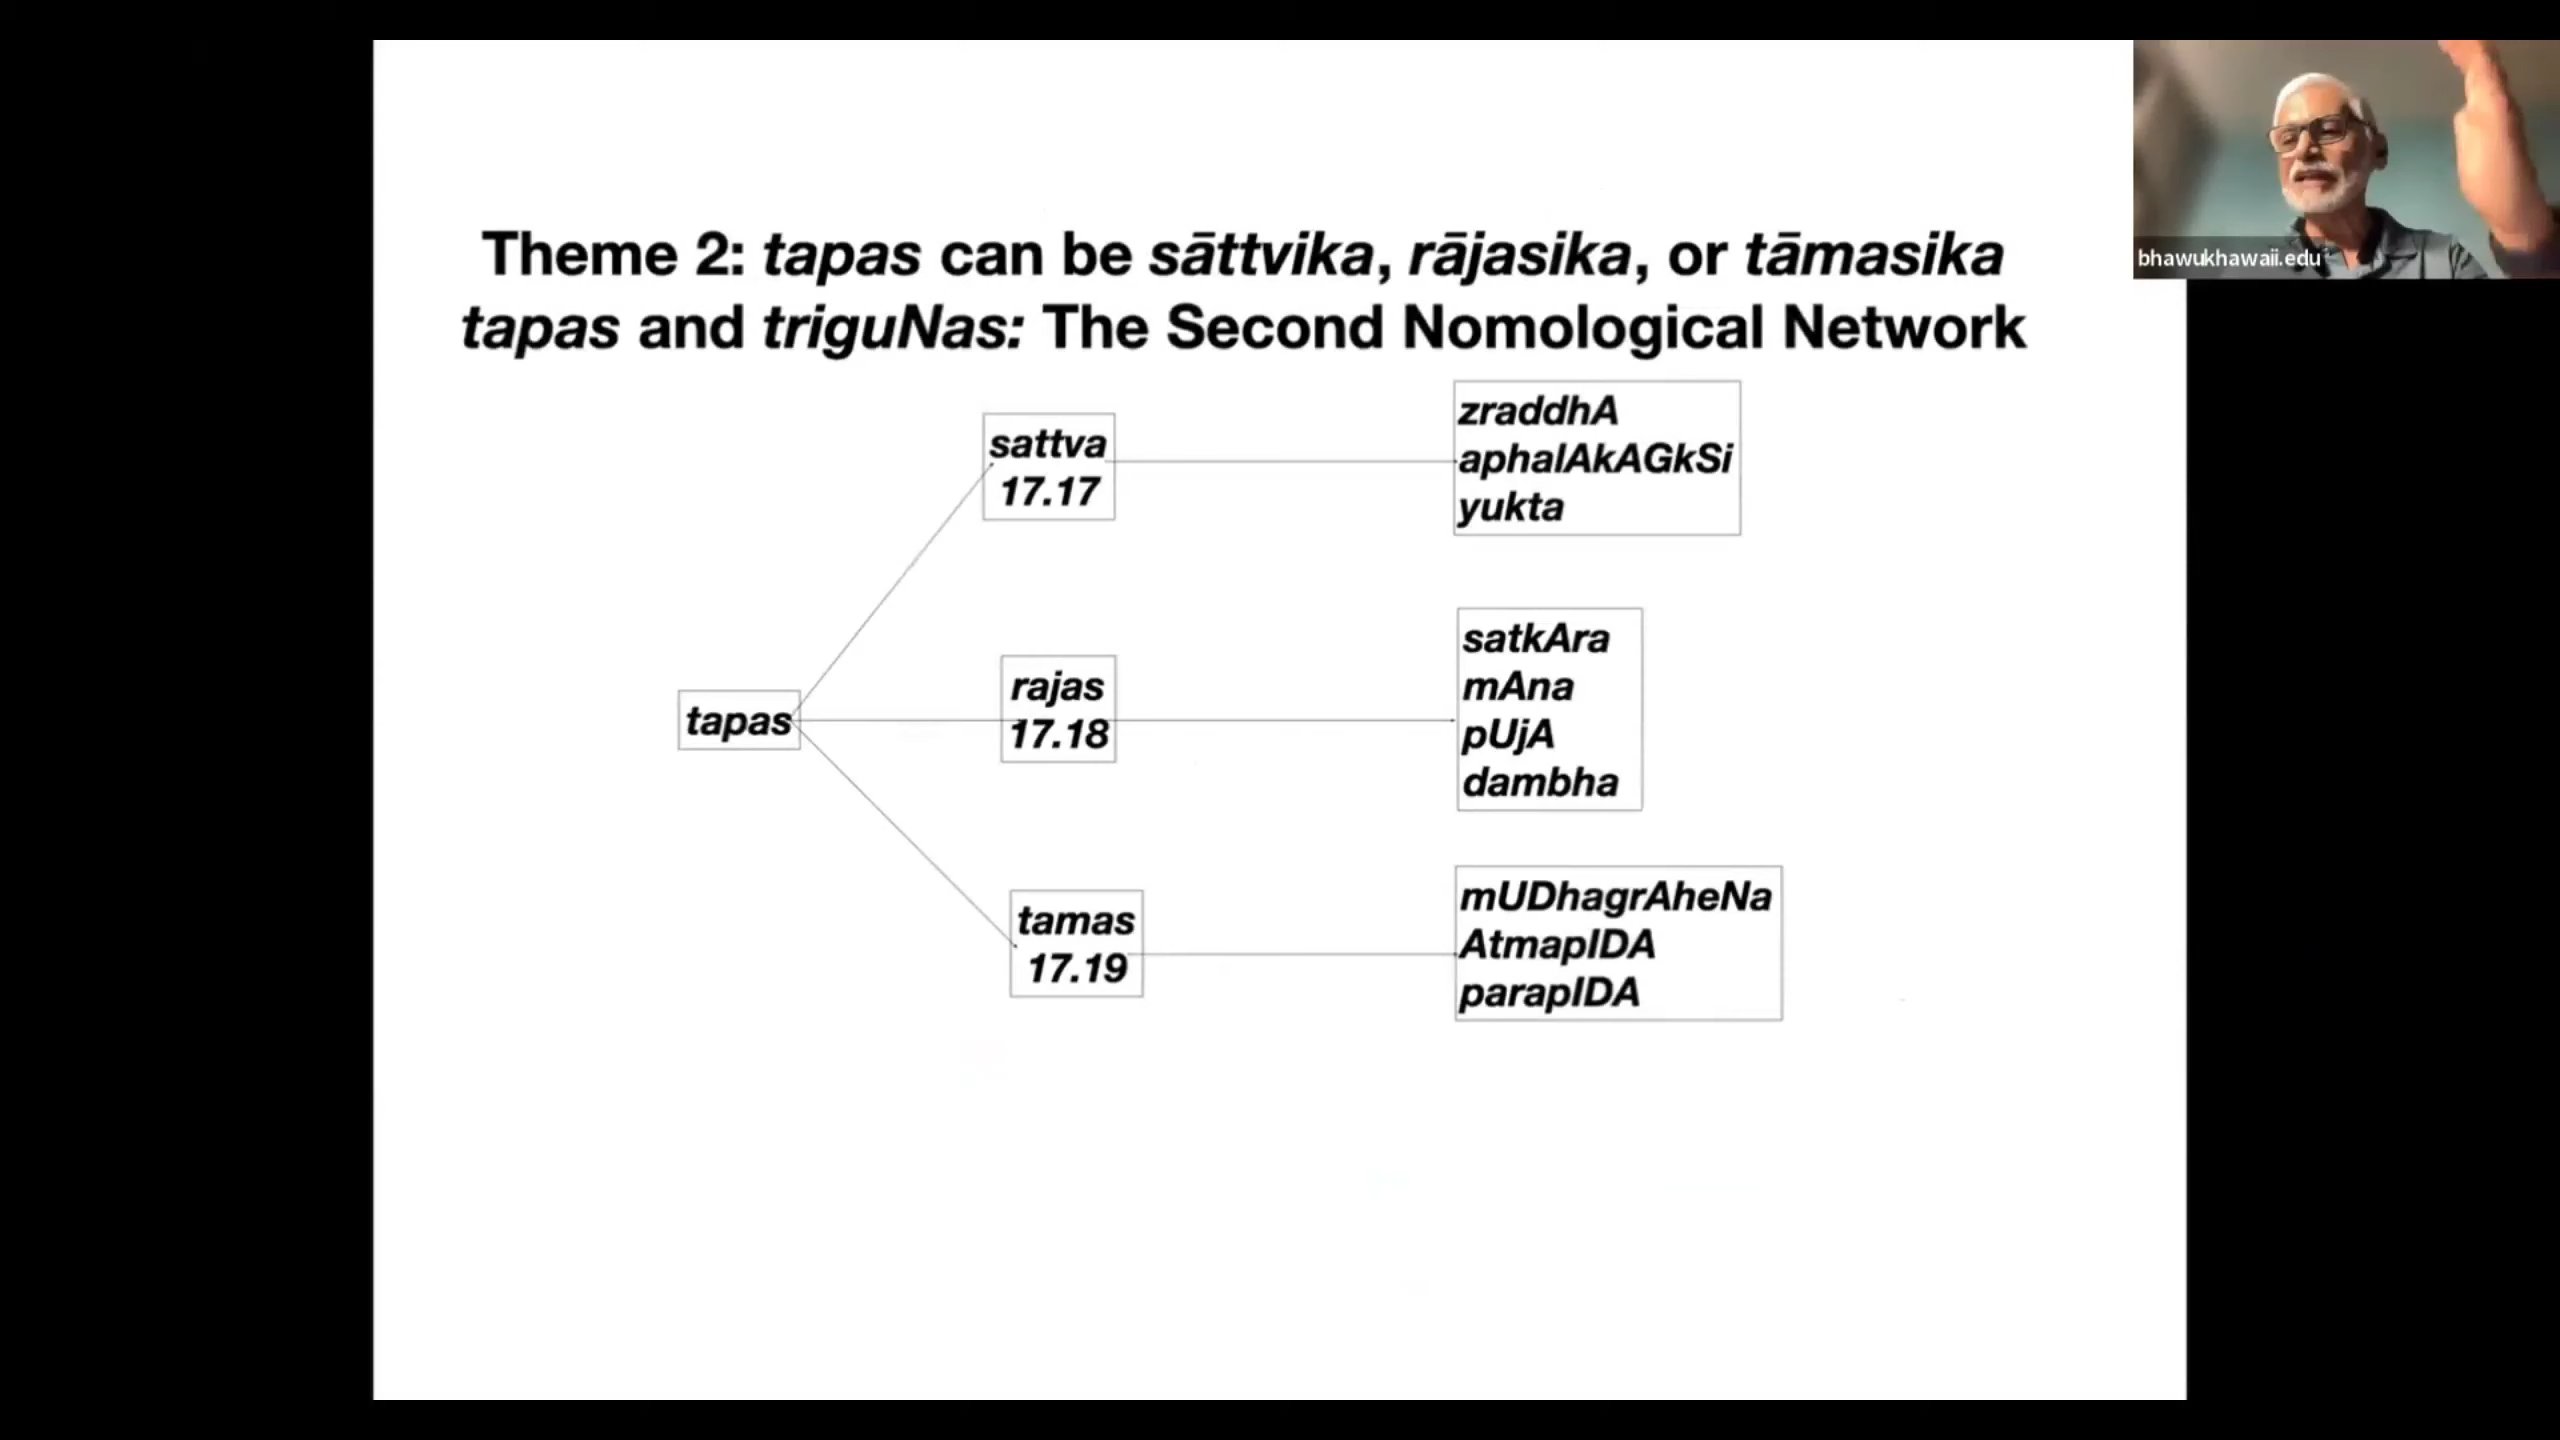 Theme 2: tapas can be sāttvika, rājasika, or tāmasika
tapas and triguNas: The Second Nomological Network
sattva
17.17
zraddhA
aphalAkAGkSi
yukta
tapas
rajas
17.18
satkAra
mAna
pUjA
dambha
tamas
17.19
mUDhagrAheNa
AtmapIDA
parapIDA
bhawukhawaii.edu